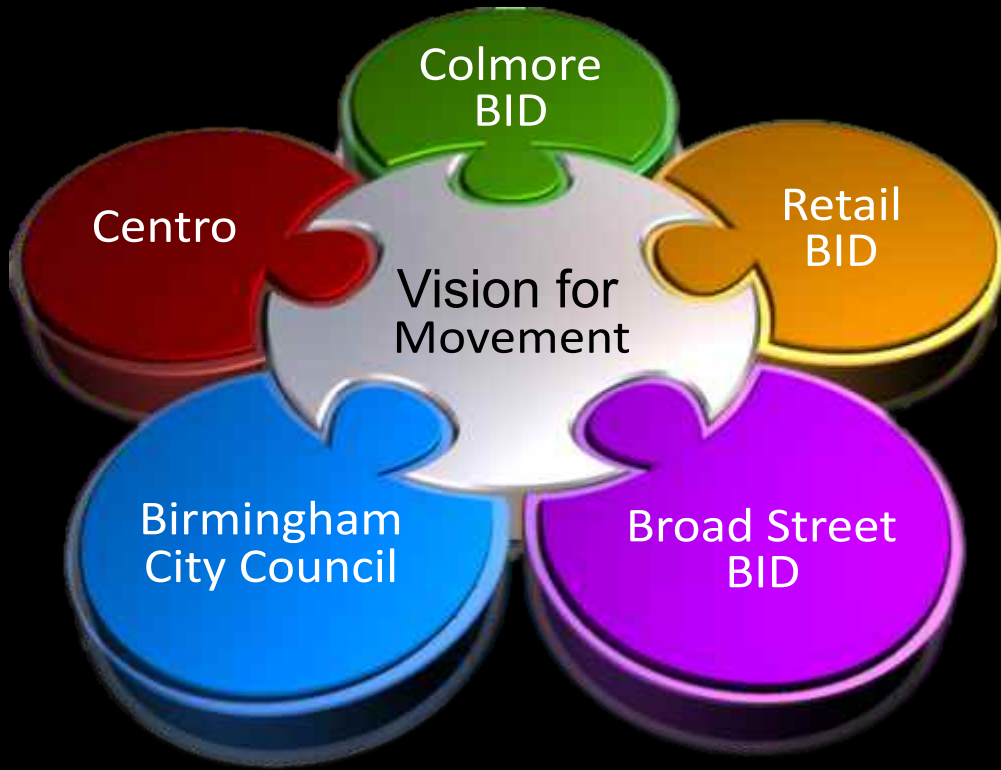 Colmore
BID
Centro
Retail
BID
Vision for
Movement
Birmingham
City Council
Broad Street
BID